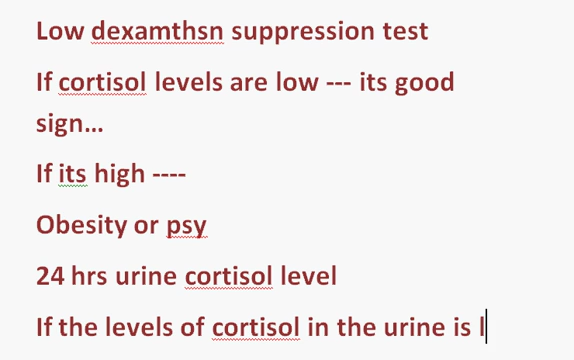 Low dexamthsn suppression test
If cortisol levels are low --- its good
sign...
If its high ----
Obesity or psy
24 hrs urine cortisol level
If the levels of cortisol in the urine is l